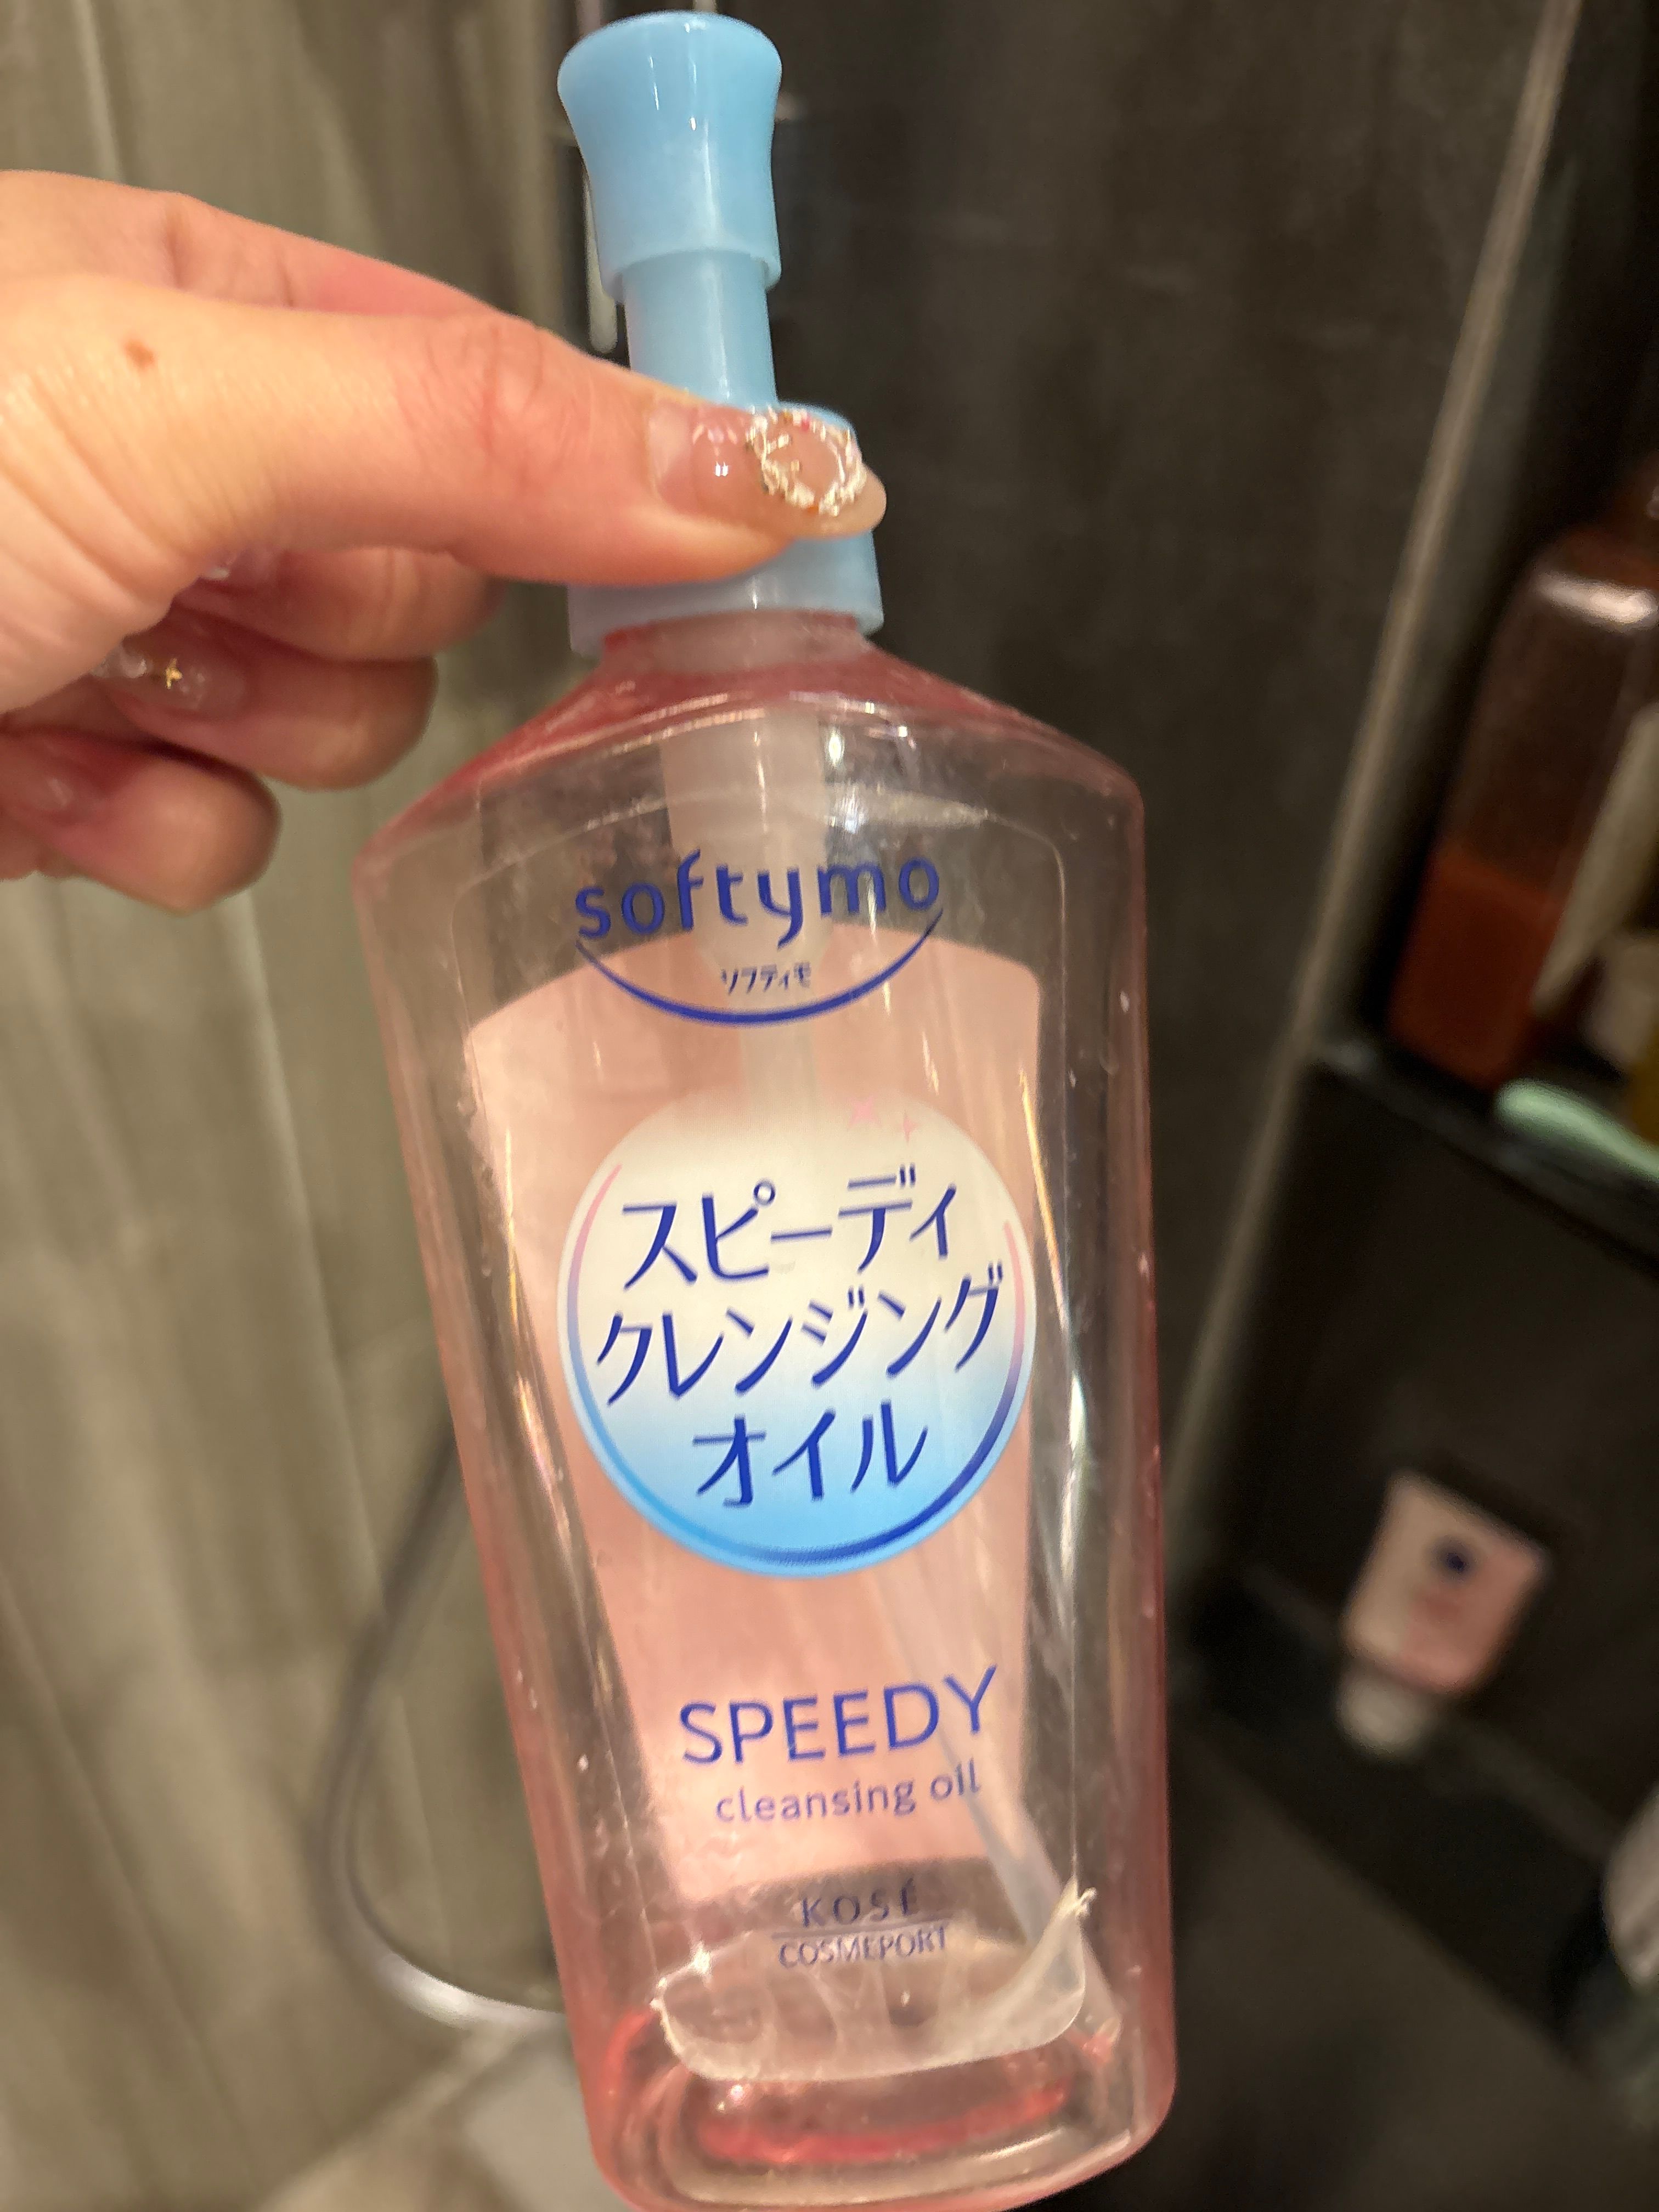 softymo
ソフティモ
スピーディ
クレンジング
オイル
SPEEDY
cleansing oil
KOSÉ
COSMEPORT